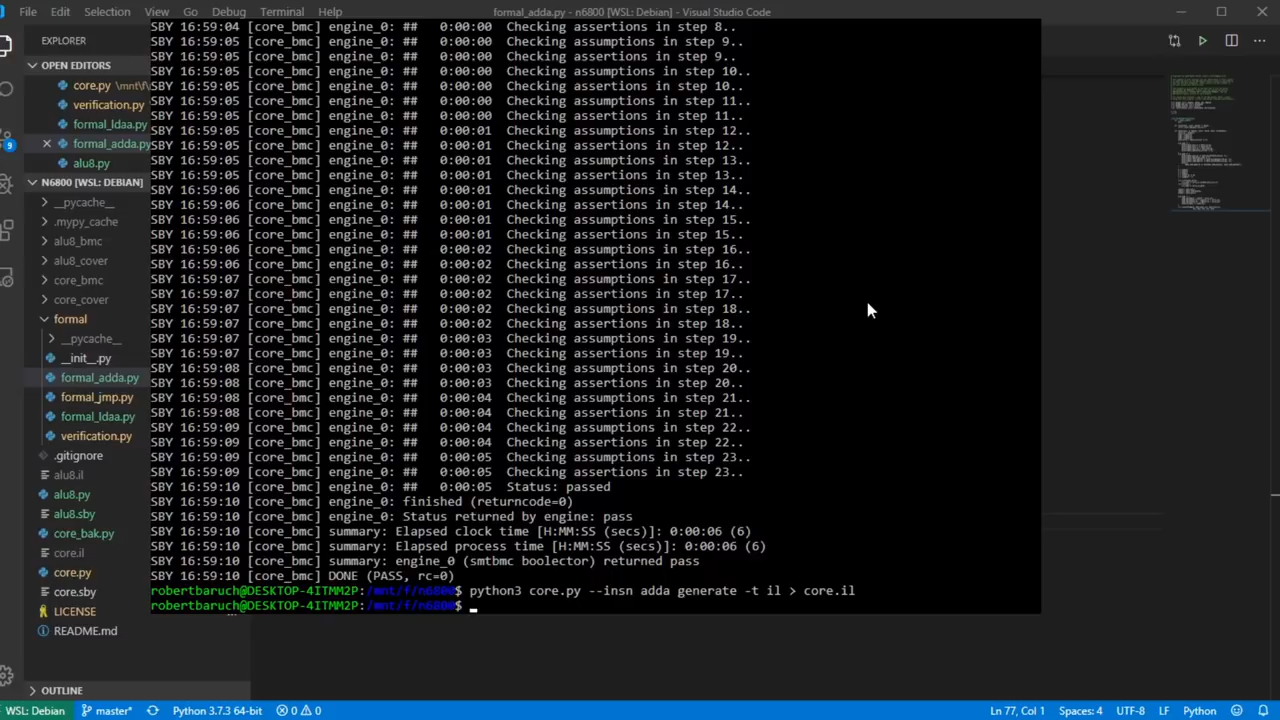 File Edit Selection View Go Debug Terminal Help formal_adda.py - n6800 [WSL: Debian] - Visual Studio Code
EXPLORER
OPEN EDITORS
core.py \mnt\f\
verification.py
formal_ldaa.py
formal_adda.py
alu8.py
9
N6800 [WSL: DEBIAN]
__pycache__
.mypy_cache
alu8_bmc
alu8_cover
core_bmc
core_cover
formal
__pycache__
__init__.py
formal_adda.py
formal_jmp.py
formal_ldaa.py
verification.py
.gitignore
alu8.il
alu8.py
alu8.sby
core_bak.py
core.il
core.py
core.sby
LICENSE
README.md
OUTLINE
SBY 16:59:04 [core_bmc] engine_0: ## 0:00:00 Checking assertions in step 8..
SBY 16:59:05 [core_bmc] engine_0: ## 0:00:00 Checking assumptions in step 9..
SBY 16:59:05 [core_bmc] engine_0: ## 0:00:00 Checking assertions in step 9..
SBY 16:59:05 [core_bmc] engine_0: ## 0:00:00 Checking assumptions in step 10..
SBY 16:59:05 [core_bmc] engine_0: ## 0:00:00 Checking assertions in step 10..
SBY 16:59:05 [core_bmc] engine_0: ## 0:00:00 Checking assumptions in step 11..
SBY 16:59:05 [core_bmc] engine_0: ## 0:00:00 Checking assertions in step 11..
SBY 16:59:05 [core_bmc] engine_0: ## 0:00:00 Checking assumptions in step 12..
SBY 16:59:05 [core_bmc] engine_0: ## 0:00:01 Checking assertions in step 12..
SBY 16:59:05 [core_bmc] engine_0: ## 0:00:01 Checking assumptions in step 13..
SBY 16:59:05 [core_bmc] engine_0: ## 0:00:01 Checking assertions in step 13..
SBY 16:59:06 [core_bmc] engine_0: ## 0:00:01 Checking assumptions in step 14..
SBY 16:59:06 [core_bmc] engine_0: ## 0:00:01 Checking assertions in step 14..
SBY 16:59:06 [core_bmc] engine_0: ## 0:00:01 Checking assumptions in step 15..
SBY 16:59:06 [core_bmc] engine_0: ## 0:00:01 Checking assertions in step 15..
SBY 16:59:06 [core_bmc] engine_0: ## 0:00:02 Checking assumptions in step 16..
SBY 16:59:06 [core_bmc] engine_0: ## 0:00:02 Checking assertions in step 16..
SBY 16:59:07 [core_bmc] engine_0: ## 0:00:02 Checking assumptions in step 17..
SBY 16:59:07 [core_bmc] engine_0: ## 0:00:02 Checking assertions in step 17..
SBY 16:59:07 [core_bmc] engine_0: ## 0:00:02 Checking assumptions in step 18..
SBY 16:59:07 [core_bmc] engine_0: ## 0:00:02 Checking assertions in step 18..
SBY 16:59:07 [core_bmc] engine_0: ## 0:00:03 Checking assumptions in step 19..
SBY 16:59:07 [core_bmc] engine_0: ## 0:00:03 Checking assertions in step 19..
SBY 16:59:08 [core_bmc] engine_0: ## 0:00:03 Checking assumptions in step 20..
SBY 16:59:08 [core_bmc] engine_0: ## 0:00:03 Checking assertions in step 20..
SBY 16:59:08 [core_bmc] engine_0: ## 0:00:04 Checking assumptions in step 21..
SBY 16:59:08 [core_bmc] engine_0: ## 0:00:04 Checking assertions in step 21..
SBY 16:59:09 [core_bmc] engine_0: ## 0:00:04 Checking assumptions in step 22..
SBY 16:59:09 [core_bmc] engine_0: ## 0:00:04 Checking assertions in step 22..
SBY 16:59:09 [core_bmc] engine_0: ## 0:00:05 Checking assumptions in step 23..
SBY 16:59:09 [core_bmc] engine_0: ## 0:00:05 Checking assertions in step 23..
SBY 16:59:10 [core_bmc] engine_0: ## 0:00:05 Status: passed
SBY 16:59:10 [core_bmc] engine_0: finished (returncode=0)
SBY 16:59:10 [core_bmc] engine_0: Status returned by engine: pass
SBY 16:59:10 [core_bmc] summary: Elapsed clock time [H:MM:SS (secs)]: 0:00:06 (6)
SBY 16:59:10 [core_bmc] summary: Elapsed process time [H:MM:SS (secs)]: 0:00:06 (6)
SBY 16:59:10 [core_bmc] summary: engine_0 (smtbmc boolector) returned pass
SBY 16:59:10 [core_bmc] DONE (PASS, rc=0)
robertbaruch@DESKTOP-4ITMM2P:/mnt/f/n6800$ python3 core.py --insn adda generate -t il > core.il
robertbaruch@DESKTOP-4ITMM2P:/mnt/f/n6800$
WSL: Debian master* Python 3.7.3 64-bit 0 0 Ln 77, Col 1 Spaces: 4 UTF-8 LF Python